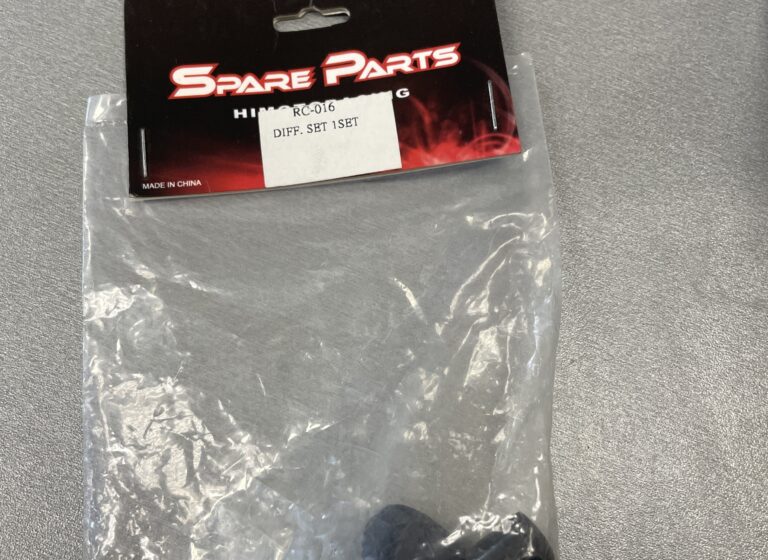 SPARE PARTS
RC-016
DIFF. SET 1SET
MADE IN CHINA